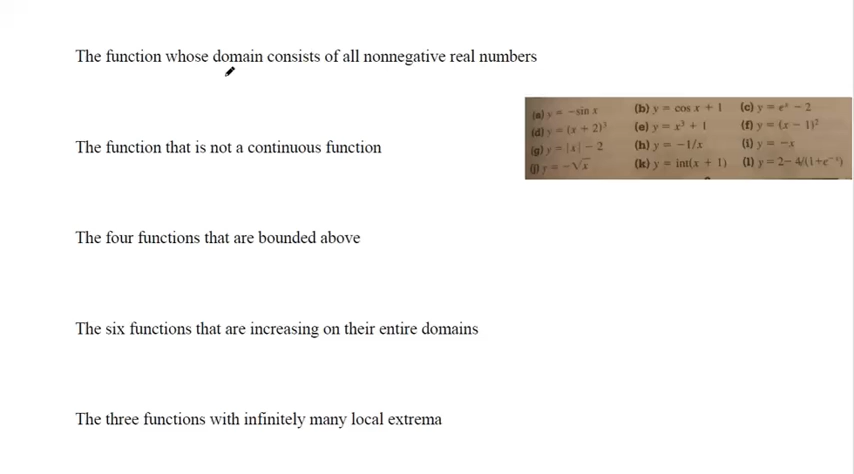 The function whose domain consists of all nonnegative real numbers
(a) y = −sin x (b) y = cos x + 1 (c) y = eˣ − 2
(d) y = (x + 2)³ (e) y = x³ + 1 (f) y = (x − 1)²
(g) y = |x| − 2 (h) y = −1/x (i) y = −x
(j) y = −√x (k) y = int(x + 1) (l) y = 2 − 4/(1+e⁻ˣ)
The function that is not a continuous function
The four functions that are bounded above
The six functions that are increasing on their entire domains
The three functions with infinitely many local extrema